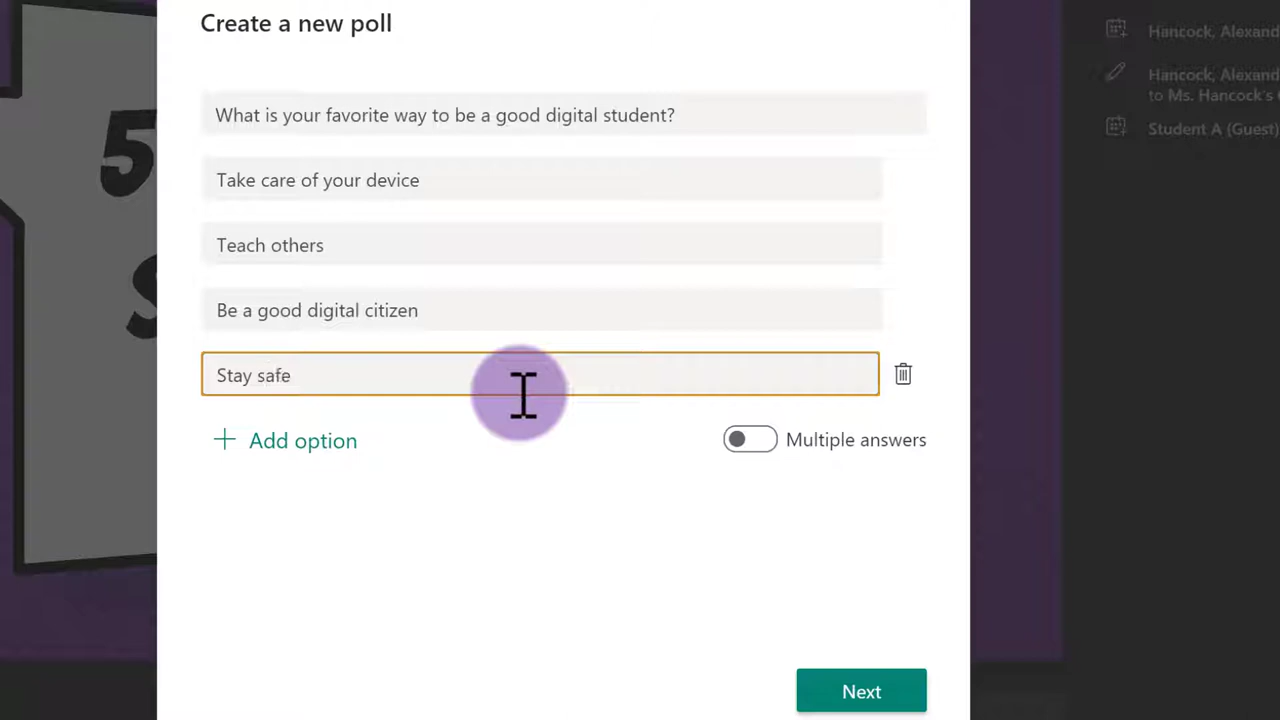 Create a new poll
What is your favorite way to be a good digital student?
Take care of your device
Teach others
Be a good digital citizen
Stay safe
Add option
Multiple answers
Next
5
S
Hancock, Alexand
Hancock, Alexand
to Ms. Hancock's
Student A (Guest)